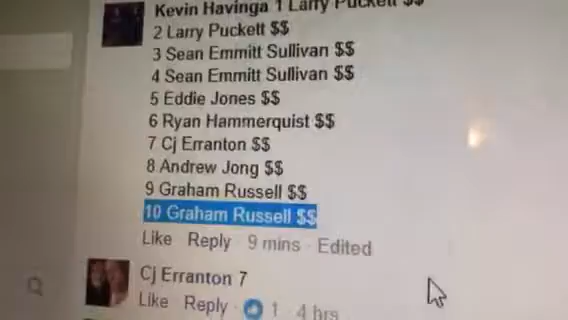 Kevin Havinga 1 Larry Puckett $$
2 Larry Puckett $$
3 Sean Emmitt Sullivan $$
4 Sean Emmitt Sullivan $$
5 Eddie Jones $$
6 Ryan Hammerquist $$
7 Cj Erranton $$
8 Andrew Jong $$
9 Graham Russell $$
10 Graham Russell $$
Like Reply · 9 mins · Edited
Cj Erranton 7
Like Reply · 1 · 4 hrs